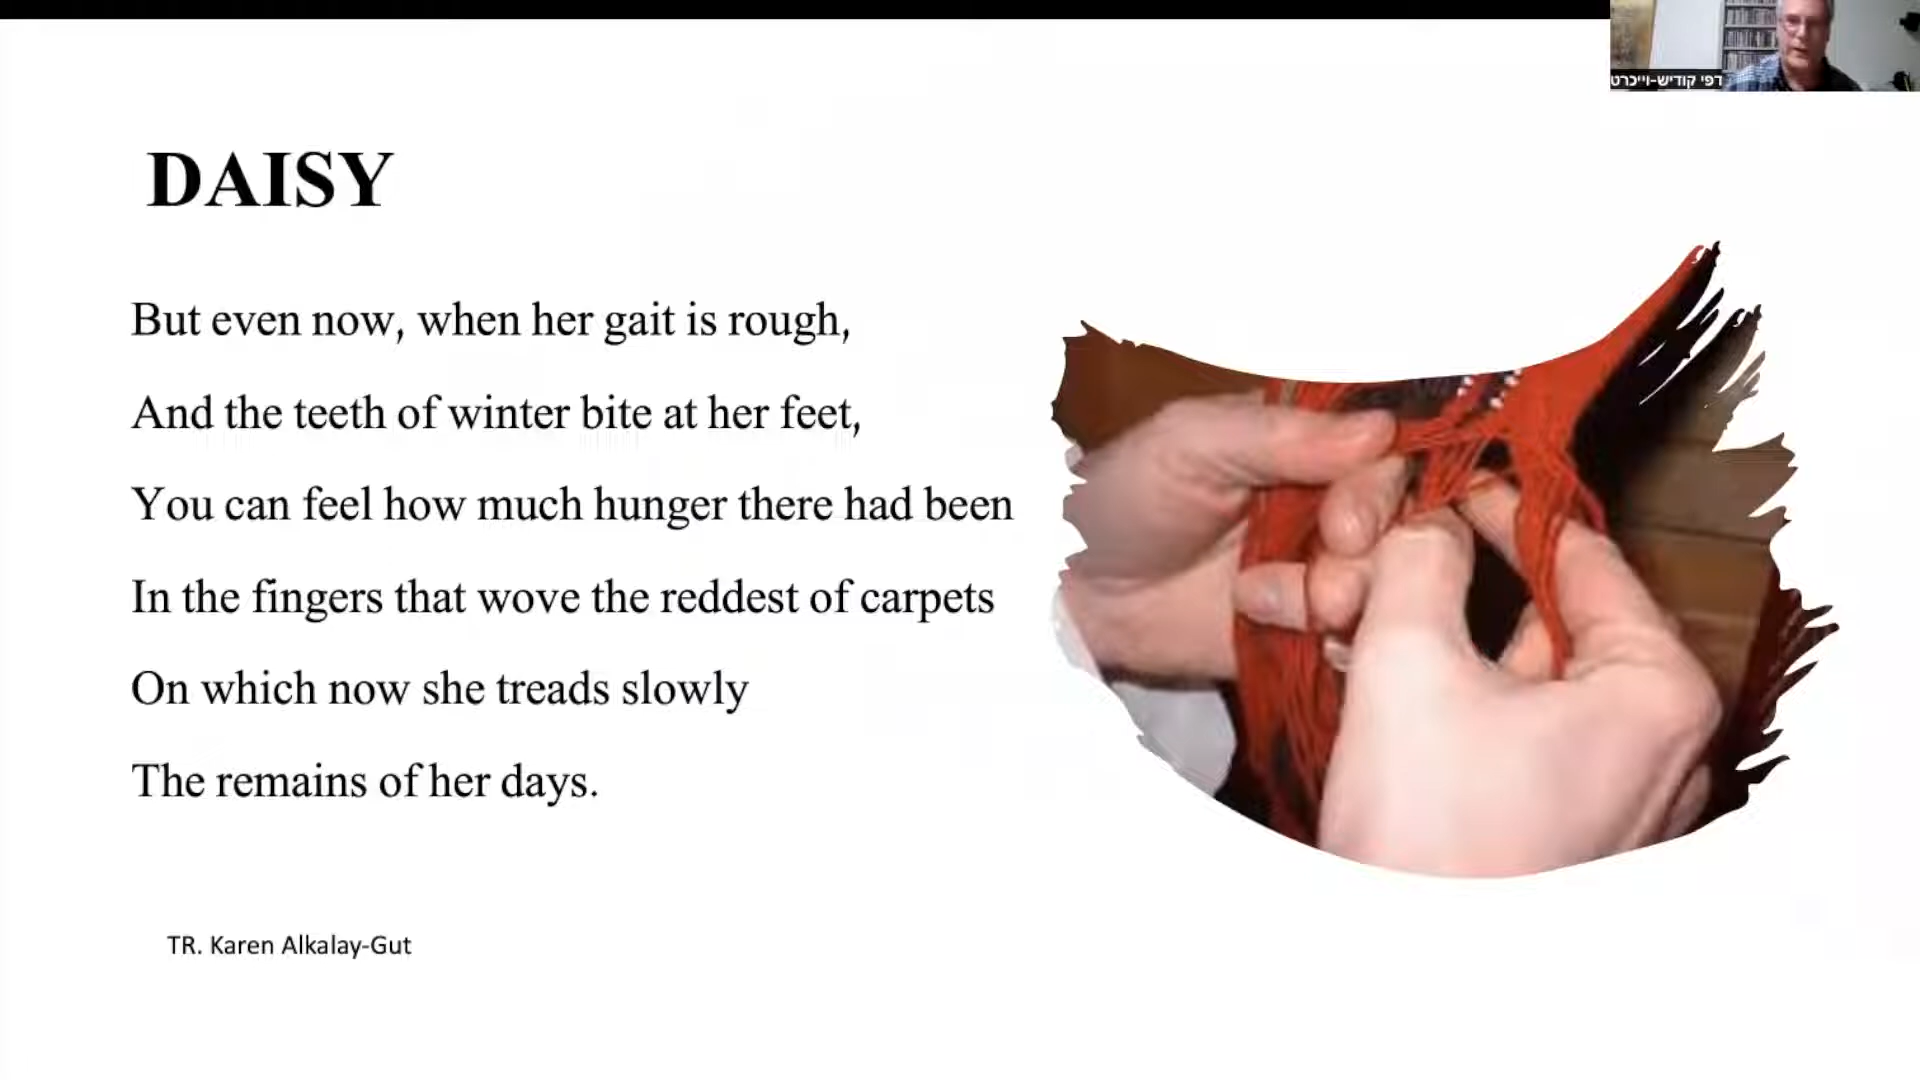 דפי קודיש-וייכרט
DAISY
But even now, when her gait is rough,
And the teeth of winter bite at her feet,
You can feel how much hunger there had been
In the fingers that wove the reddest of carpets
On which now she treads slowly
The remains of her days.
TR. Karen Alkalay-Gut